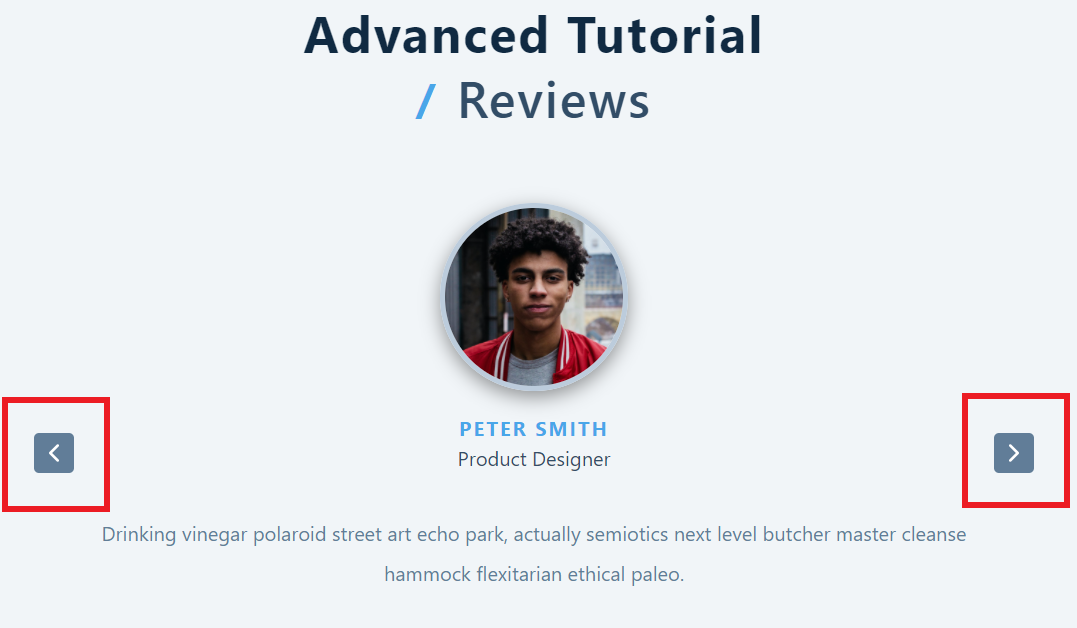 Advanced Tutorial
/ Reviews
PETER SMITH
Product Designer
Drinking vinegar polaroid street art echo park, actually semiotics next level butcher master cleanse
hammock flexitarian ethical paleo.